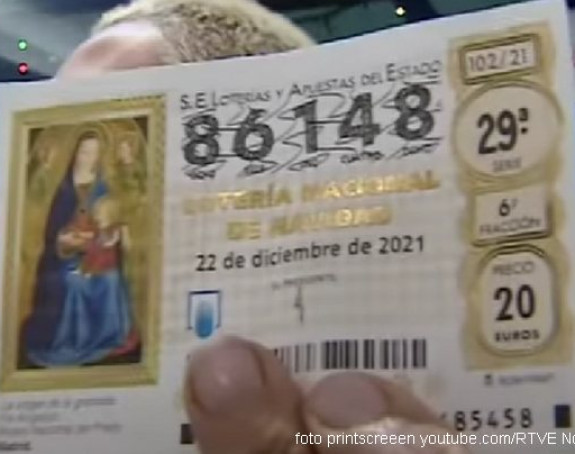 S.E. LOTERÍAS Y APUESTAS DEL ESTADO
86148
LOTERÍA NACIONAL
DE NAVIDAD
22 de diciembre de 2021
102/21
29ª
SERIE
6ª
FRACCIÓN
PRECIO
20
EUROS
85458
foto printscreeen youtube.com/RTVE No